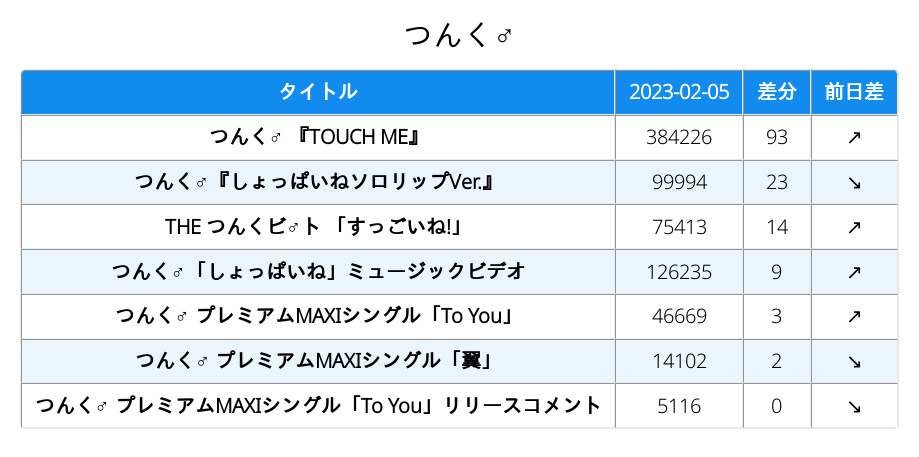 つんく♂
タイトル 2023-02-05 差分 前日差
つんく♂ 『TOUCH ME』 384226 93 ↗
つんく♂『しょっぱいねソロリップVer.』 99994 23 ↘
THE つんくビ♂ト 「すっごいね!」 75413 14 ↗
つんく♂「しょっぱいね」ミュージックビデオ 126235 9 ↗
つんく♂ プレミアムMAXIシングル「To You」 46669 3 ↗
つんく♂ プレミアムMAXIシングル「翼」 14102 2 ↘
つんく♂ プレミアムMAXIシングル「To You」リリースコメント 5116 0 ↘